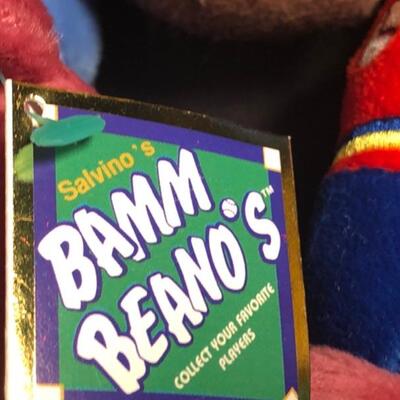 Salvino's
BAMM
BEANO'S™
COLLECT YOUR FAVORITE
PLAYERS